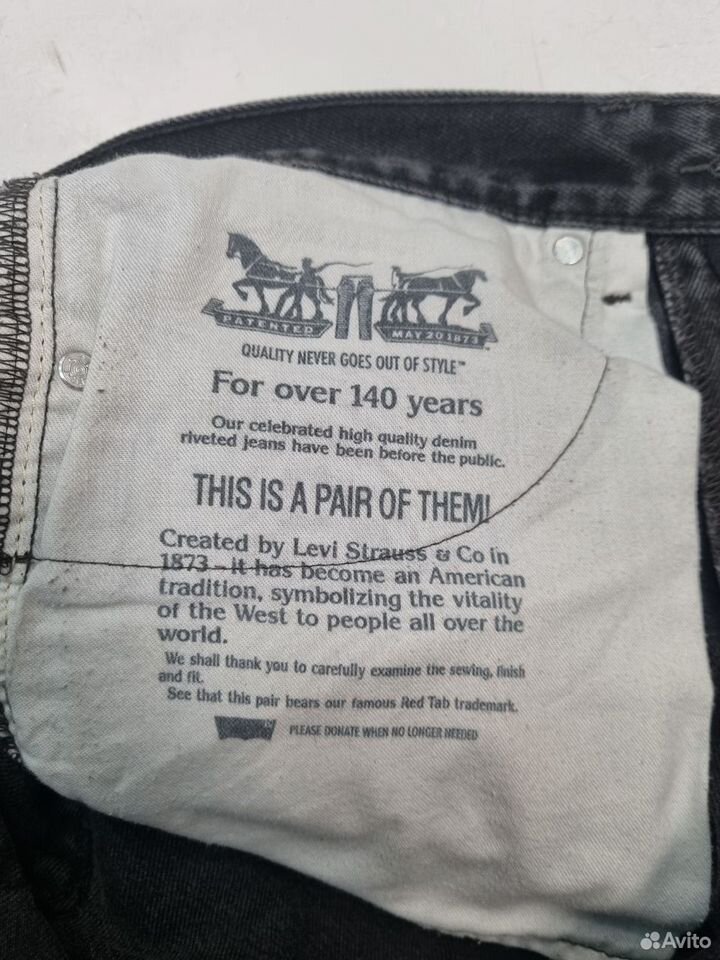 PATENTED MAY 20 1873
QUALITY NEVER GOES OUT OF STYLE™
For over 140 years
Our celebrated high quality denim
riveted jeans have been before the public.
THIS IS A PAIR OF THEM!
Created by Levi Strauss & Co in
1873 - it has become an American
tradition, symbolizing the vitality
of the West to people all over the
world.
We shall thank you to carefully examine the sewing, finish
and fit.
See that this pair bears our famous Red Tab trademark.
PLEASE DONATE WHEN NO LONGER NEEDED
Avito